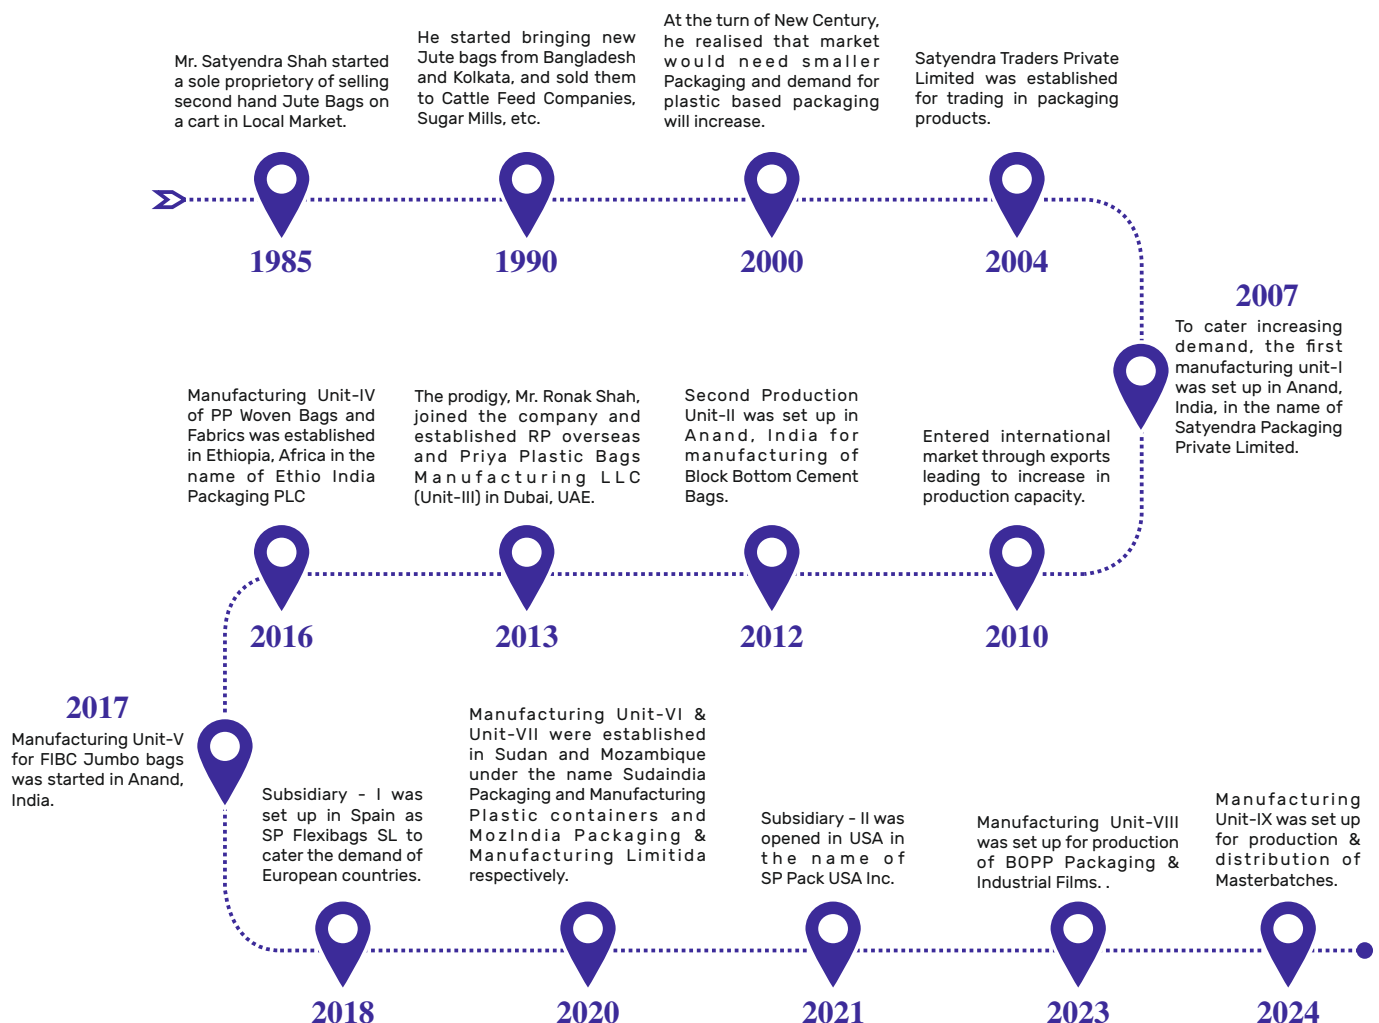 Mr. Satyendra Shah started
a sole proprietory of selling
second hand Jute Bags on
a cart in Local Market.
1985
He started bringing new
Jute bags from Bangladesh
and Kolkata, and sold them
to Cattle Feed Companies,
Sugar Mills, etc.
1990
At the turn of New Century,
he realised that market
would need smaller
Packaging and demand for
plastic based packaging
will increase.
2000
Satyendra Traders Private
Limited was established
for trading in packaging
products.
2004
2007
To cater increasing
demand, the first
manufacturing unit-I
was set up in Anand,
India, in the name of
Satyendra Packaging
Private Limited.
Entered international
market through exports
leading to increase in
production capacity.
2010
Second Production
Unit-II was set up in
Anand, India for
manufacturing of
Block Bottom Cement
Bags.
2012
The prodigy, Mr. Ronak Shah,
joined the company and
established RP overseas
and Priya Plastic Bags
Manufacturing LLC
(Unit-III) in Dubai, UAE.
2013
Manufacturing Unit-IV
of PP Woven Bags and
Fabrics was established
in Ethiopia, Africa in the
name of Ethio India
Packaging PLC
2016
2017
Manufacturing Unit-V
for FIBC Jumbo bags
was started in Anand,
India.
Subsidiary - I was
set up in Spain as
SP Flexibags SL to
cater the demand of
European countries.
2018
Manufacturing Unit-VI &
Unit-VII were established
in Sudan and Mozambique
under the name Sudaindia
Packaging and Manufacturing
Plastic containers and
MozIndia Packaging &
Manufacturing Limitida
respectively.
2020
Subsidiary - II was
opened in USA in
the name of
SP Pack USA Inc.
2021
Manufacturing Unit-VIII
was set up for production
of BOPP Packaging &
Industrial Films. .
2023
Manufacturing
Unit-IX was set up
for production &
distribution of
Masterbatches.
2024